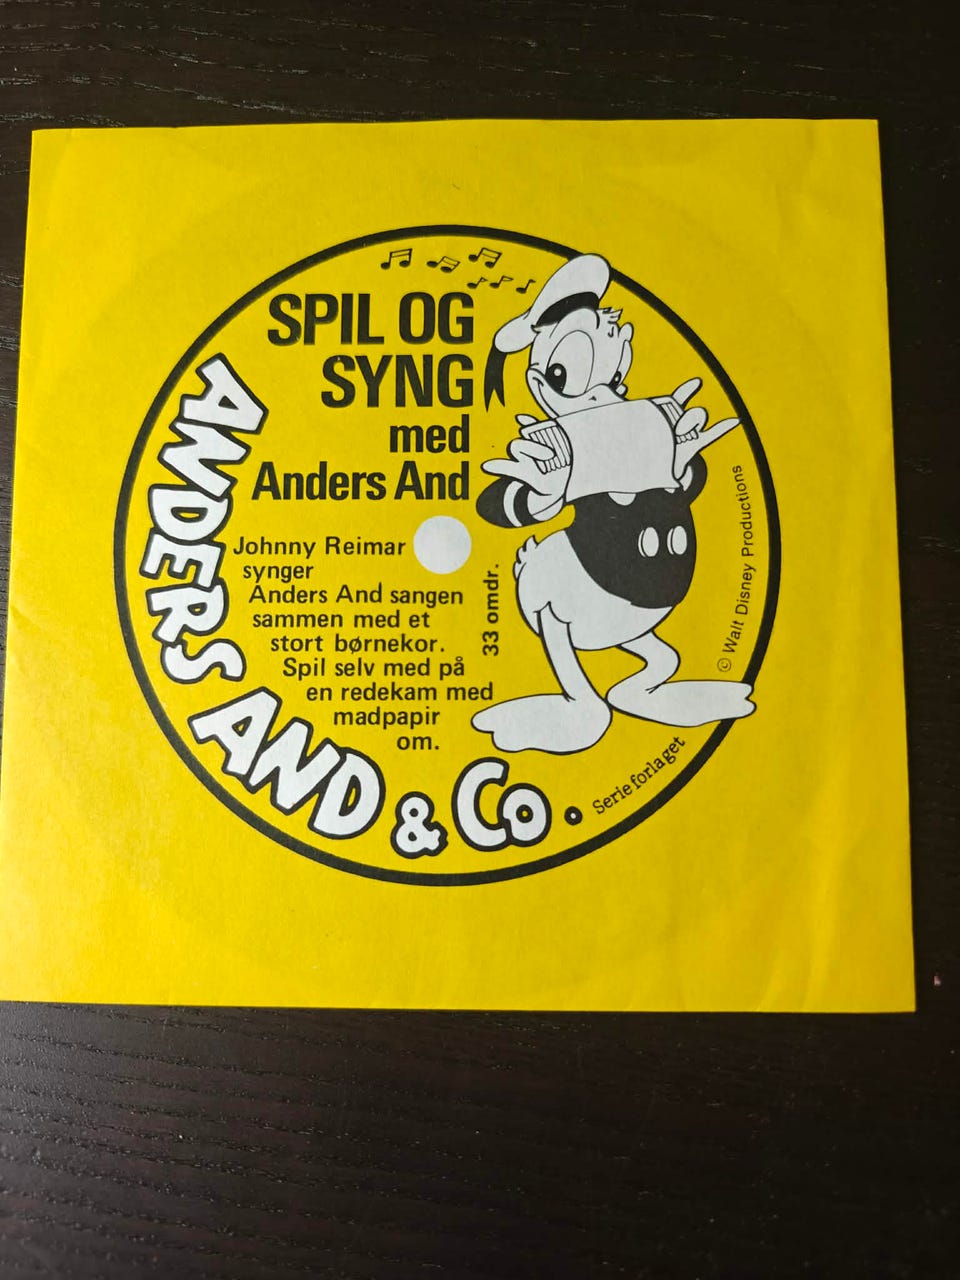 SPIL OG
SYNG
med
Anders And
Johnny Reimar
synger
Anders And sangen
sammen med et
stort børnekor.
Spil selv med på
en redekam med
madpapir
om.
33 omdr.
ANDERS AND & Co.
Serieforlaget
© Walt Disney Productions